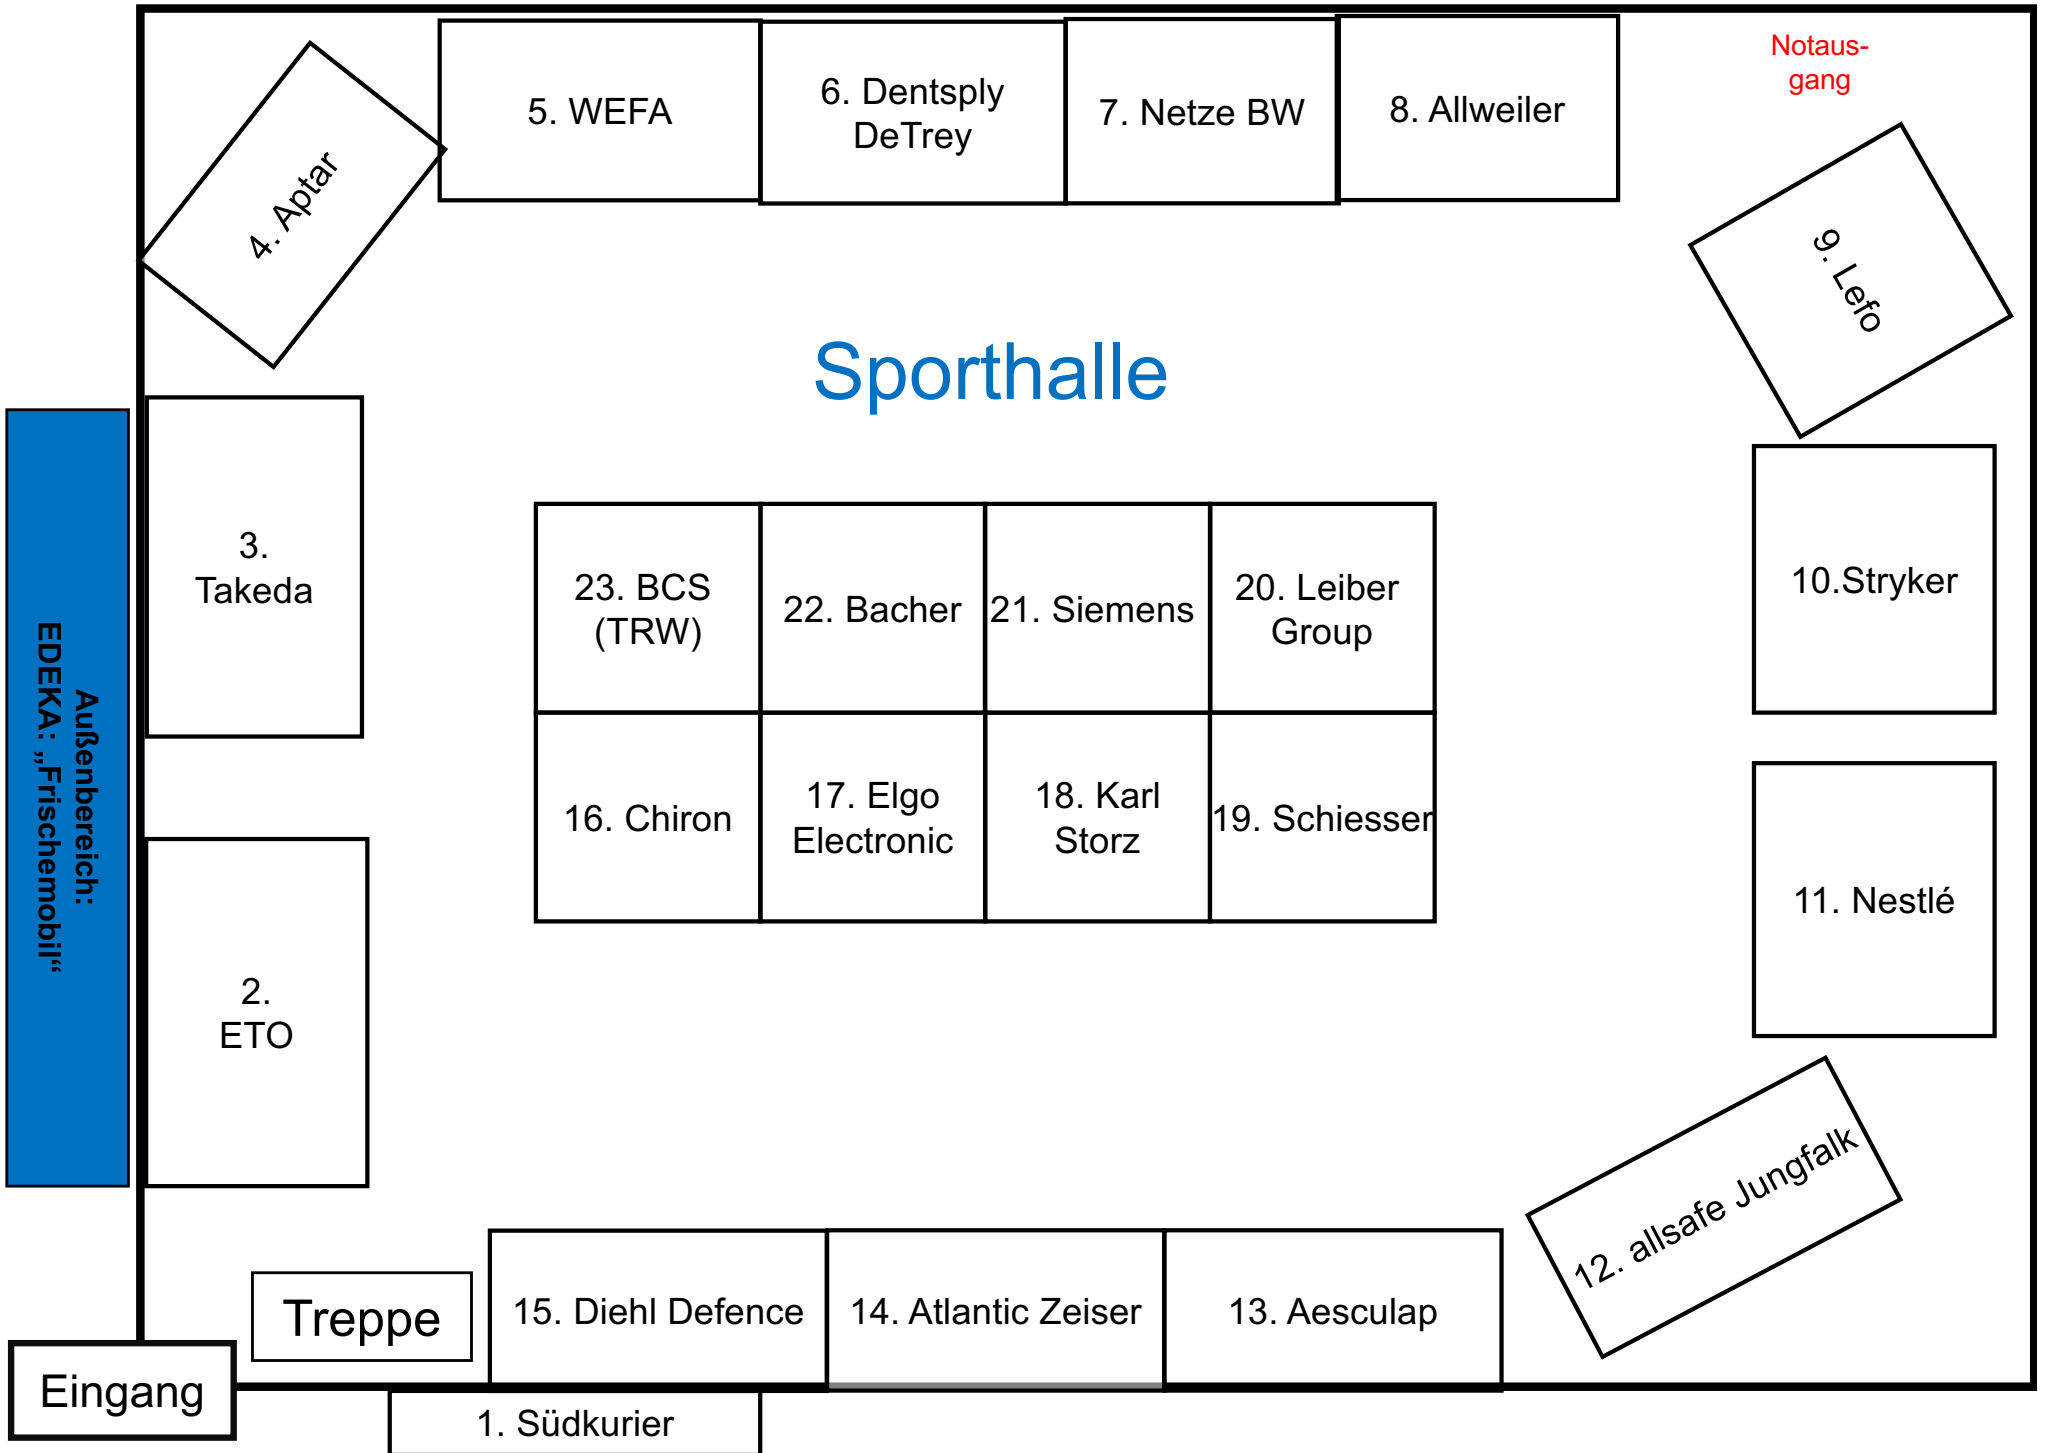 Notaus-
gang
5. WEFA
6. Dentsply
DeTrey
7. Netze BW
8. Allweiler
4. Aptar
9. Lefo
Sporthalle
3.
Takeda
23. BCS
(TRW)
22. Bacher
21. Siemens
20. Leiber
Group
10.Stryker
Außenbereich:
EDEKA: „Frischemobil“
16. Chiron
17. Elgo
Electronic
18. Karl
Storz
19. Schiesser
11. Nestlé
2.
ETO
12. allsafe Jungfalk
Treppe
15. Diehl Defence
14. Atlantic Zeiser
13. Aesculap
Eingang
1. Südkurier